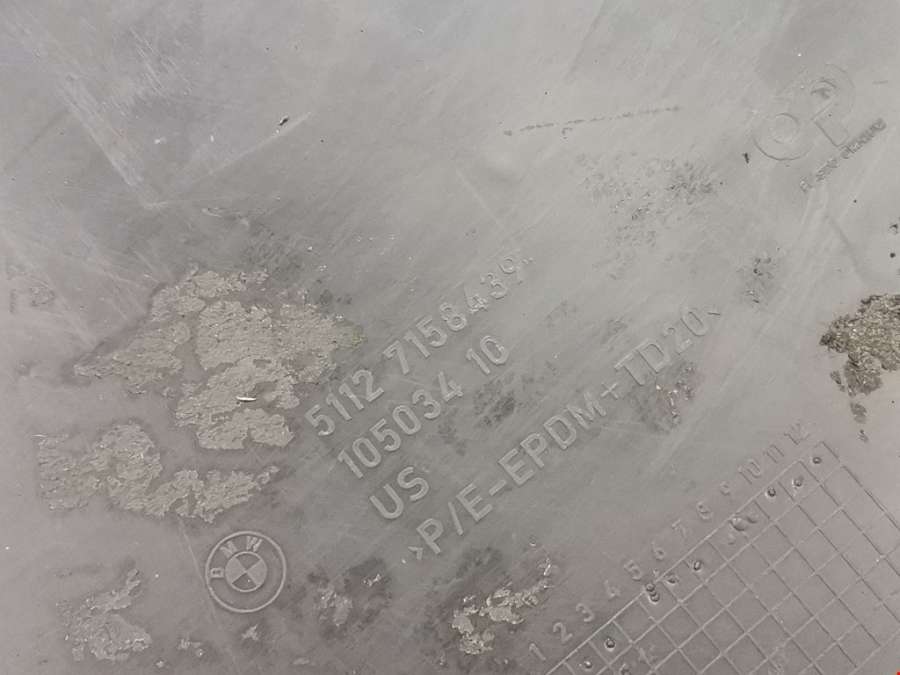 5112 7158439
105034 10
US
>P/E-EPDM+TD20<
BMW
1 2 3 4 5 6 7 8 9 10 11 12